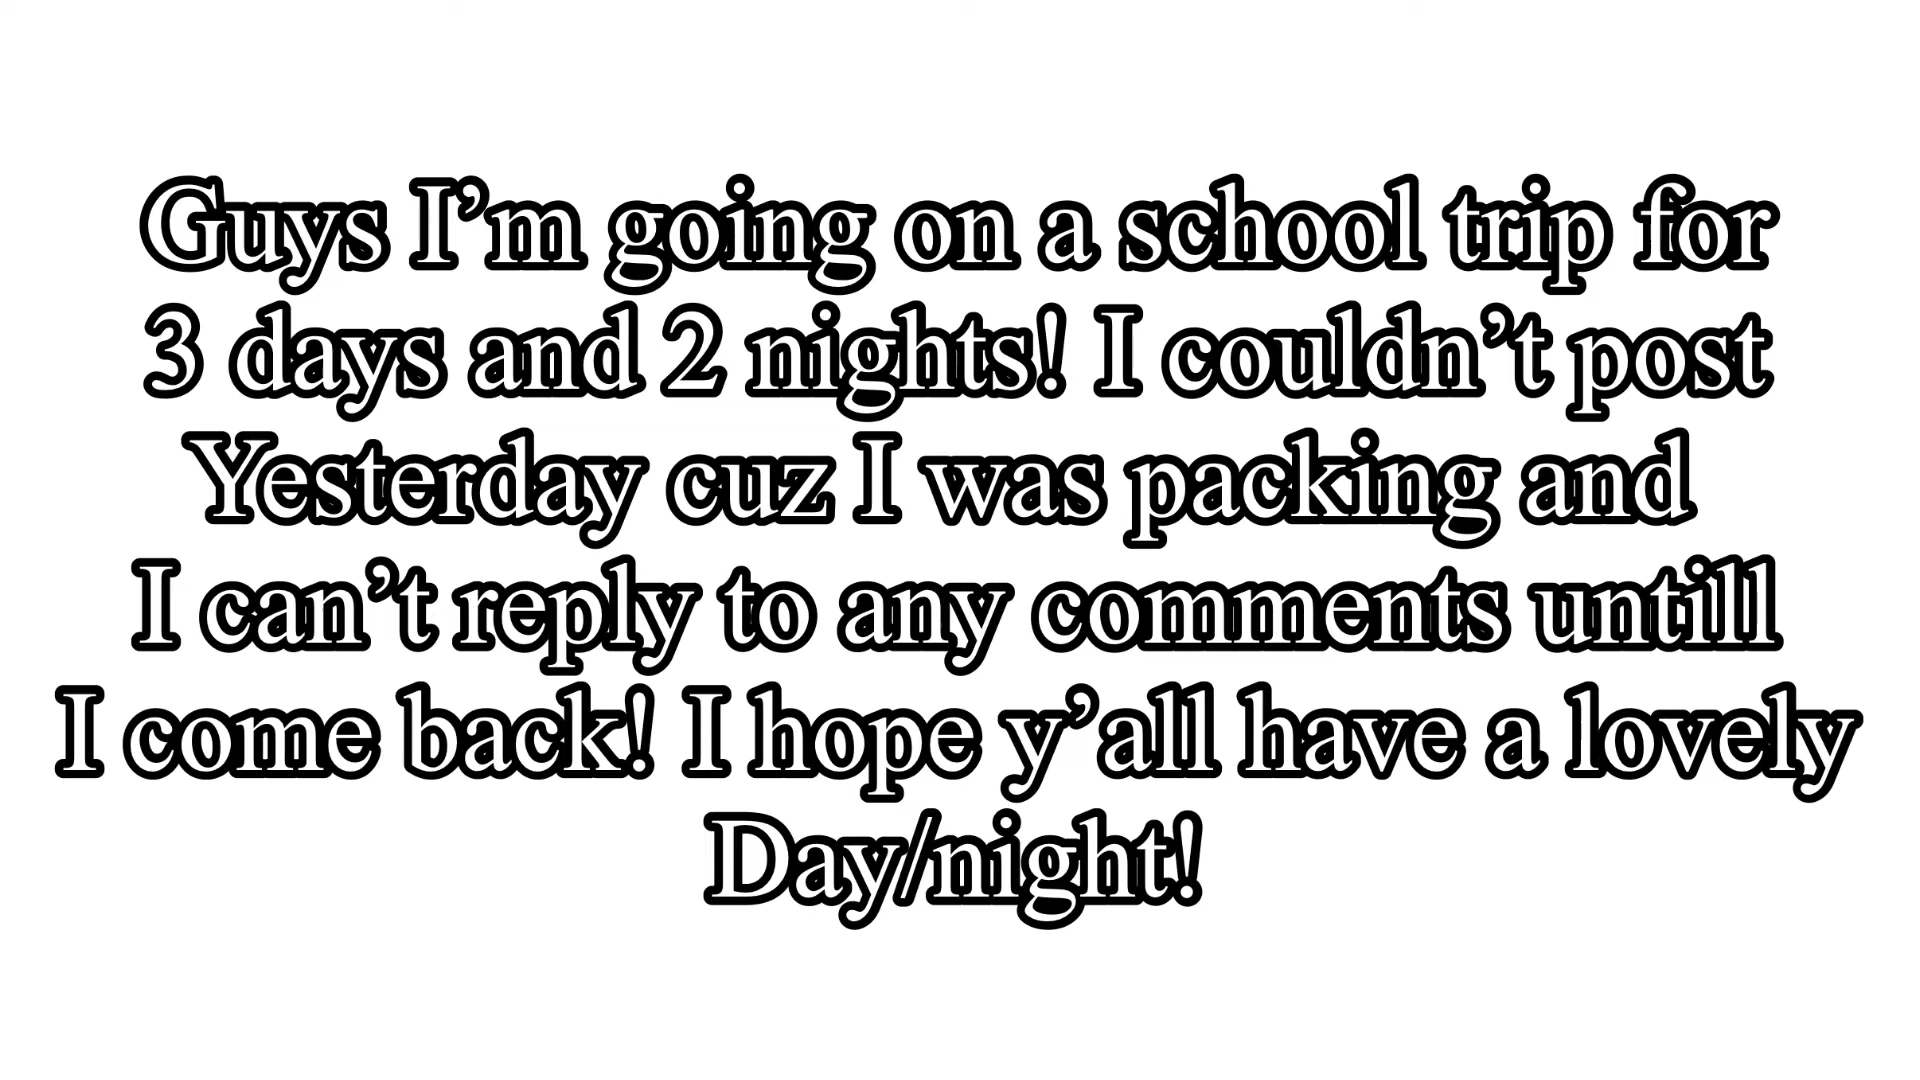 Guys I’m going on a school trip for
3 days and 2 nights! I couldn’t post
Yesterday cuz I was packing and
I can’t reply to any comments untill
I come back! I hope y’all have a lovely
Day/night!